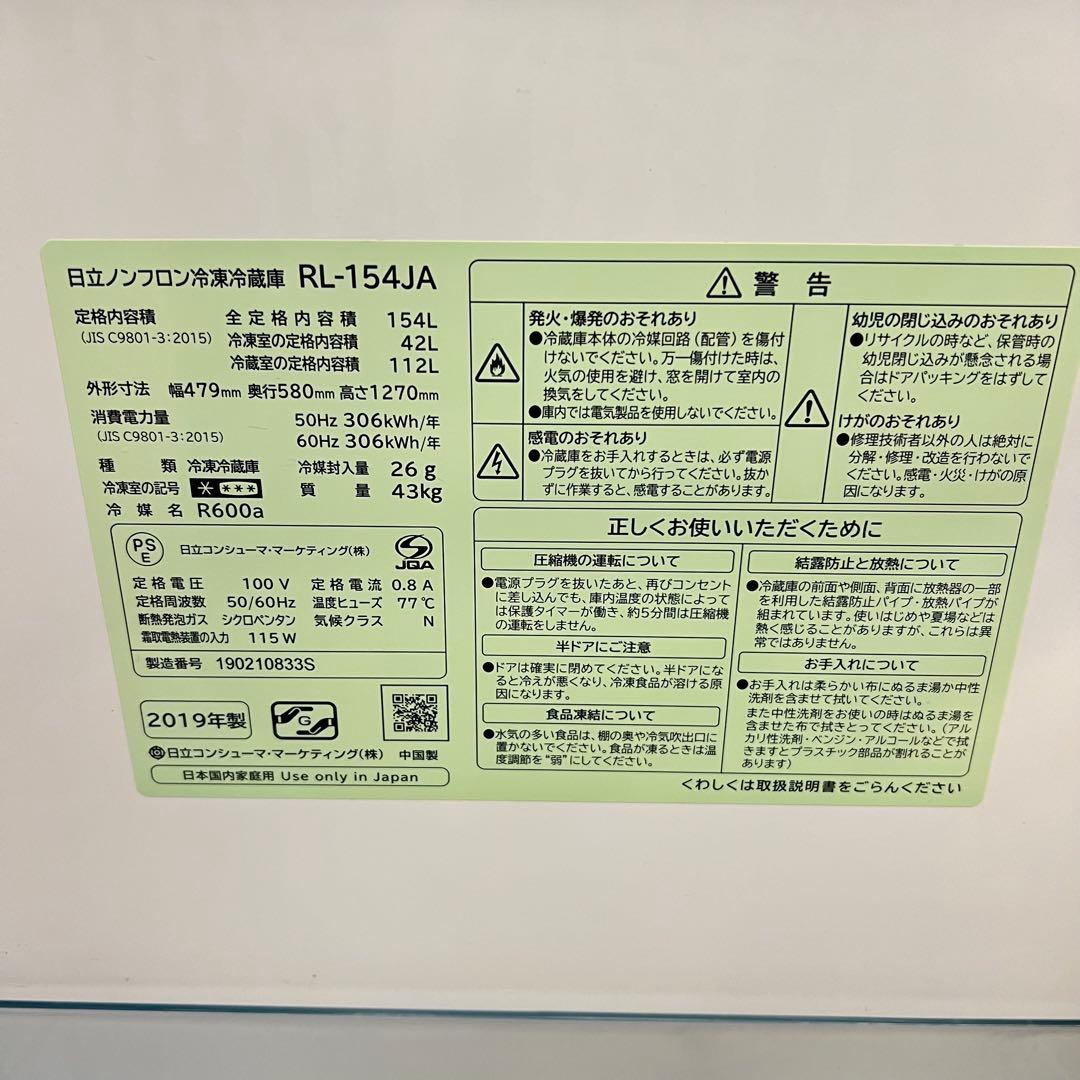 日立ノンフロン冷凍冷蔵庫 RL-154JA
定格内容積 全定格内容積 154L
(JIS C9801-3:2015) 冷凍室の定格内容積 42L
冷蔵室の定格内容積 112L
外形寸法 幅479mm 奥行580mm 高さ1270mm
消費電力量 50Hz 306kWh/年
(JIS C9801-3:2015) 60Hz 306kWh/年
種類 冷凍冷蔵庫 冷媒封入量 26g
冷凍室の記号 * *** 質量 43kg
冷媒名 R600a
PS
E
日立コンシューマ・マーケティング(株)
JQA
定格電圧 100V 定格電流 0.8A
定格周波数 50/60Hz 温度ヒューズ 77℃
断熱発泡ガス シクロペンタン 気候クラス N
霜取電熱装置の入力 115W
製造番号 190210833S
2019年製
G
日立コンシューマ・マーケティング(株) 中国製
日本国内家庭用 Use only in Japan
警告
発火・爆発のおそれあり
●冷蔵庫本体の冷媒回路(配管)を傷付
けないでください。万一傷付けた時は、
火気の使用を避け、窓を開けて室内の
換気をしてください。
●庫内では電気製品を使用しないでください。
感電のおそれあり
●冷蔵庫をお手入れするときは、必ず電源
プラグを抜いてから行ってください。抜か
ずに作業すると、感電することがあります。
幼児の閉じ込みのおそれあり
●リサイクルの時など、保管時の
幼児閉じ込みが懸念される場
合はドアパッキングをはずして
ください。
けがのおそれあり
●修理技術者以外の人は絶対に
分解・修理・改造を行わないで
ください。感電・火災・けがの原
因になります。
正しくお使いいただくために
圧縮機の運転について
●電源プラグを抜いたあと、再びコンセント
に差し込んでも、庫内温度の状態によって
は保護タイマーが働き、約5分間は圧縮機
の運転をしません。
半ドアにご注意
●ドアは確実に閉めてください。半ドアにな
ると冷えが悪くなり、冷凍食品が溶ける原
因になります。
食品凍結について
●水気の多い食品は、棚の奥や冷気吹出口に
置かないでください。食品が凍るときは温
度調節を“弱”にしてください。
結露防止と放熱について
●冷蔵庫の前面や側面、背面に放熱器の一部
を利用した結露防止パイプ・放熱パイプが
組まれています。使いはじめや夏場などは
熱く感じることがありますが、これらは異
常ではありません。
お手入れについて
●お手入れは柔らかい布にぬるま湯か中性
洗剤を含ませて拭いてください。
また中性洗剤をお使いの時はぬるま湯を
含ませた布で拭きとってください。(アル
カリ性洗剤・ベンジン・アルコールなどで拭
きますとプラスチック部品が割れることが
あります)
くわしくは取扱説明書をごらんください